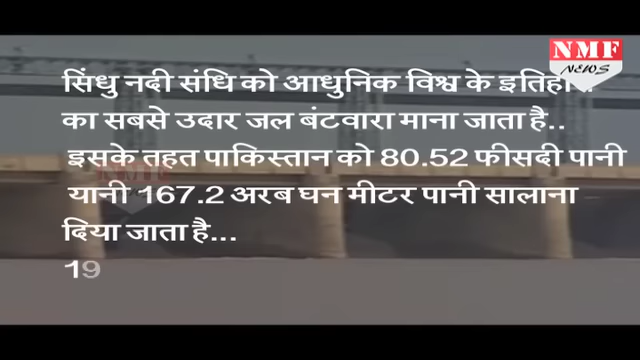 NMF
NEWS
सिंधु नदी संधि को आधुनिक विश्व के
का सबसे उदार जल बंटवारा माना जाता है..
इसके तहत पाकिस्तान को 80.52 फीसदी पानी
यानी 167.2 अरब घन मीटर पानी सालाना
दिया जाता है...
19